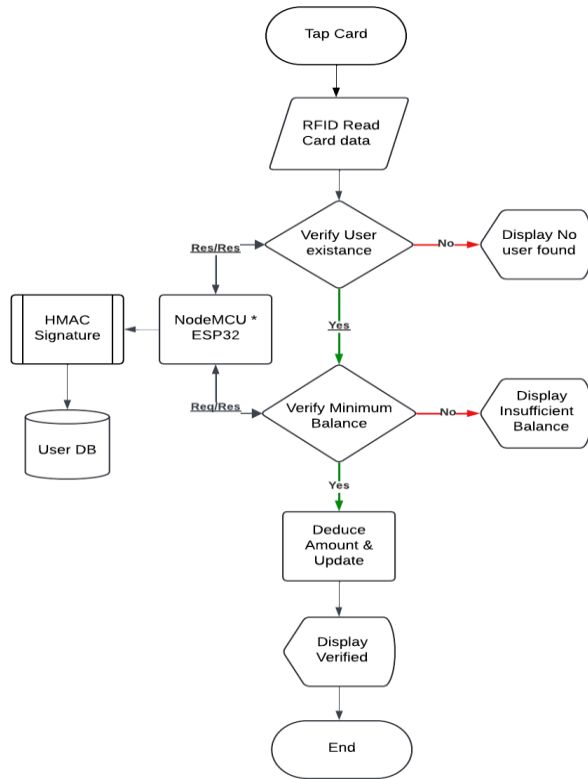 Tap Card
RFID Read
Card data
Verify User
existance
No
Display No
user found
Res/Res
HMAC
Signature
NodeMCU *
ESP32
Yes
User DB
Req/Res
Verify Minimum
Balance
No
Display
Insufficient
Balance
Yes
Deduce
Amount &
Update
Display
Verified
End